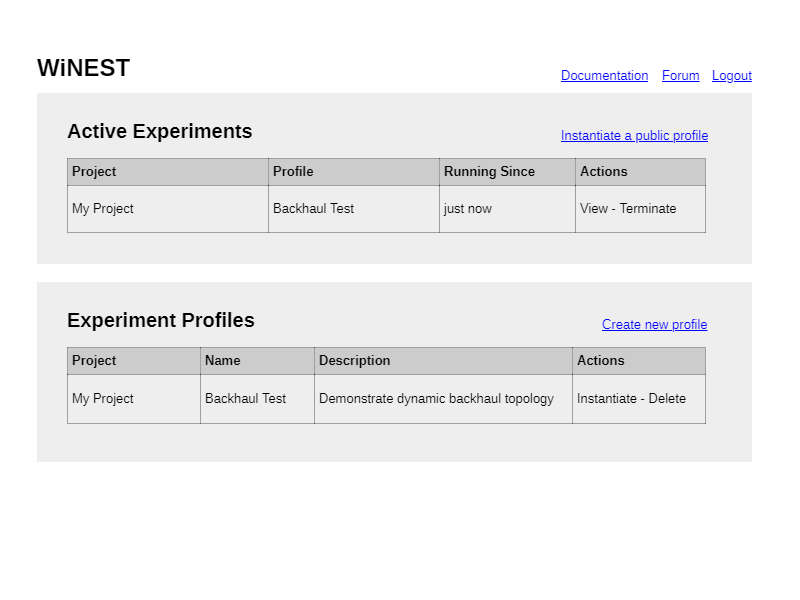 WiNEST
Documentation Forum Logout
Active Experiments
Instantiate a public profile
Project Profile Running Since Actions
My Project Backhaul Test just now View - Terminate
Experiment Profiles
Create new profile
Project Name Description Actions
My Project Backhaul Test Demonstrate dynamic backhaul topology Instantiate - Delete